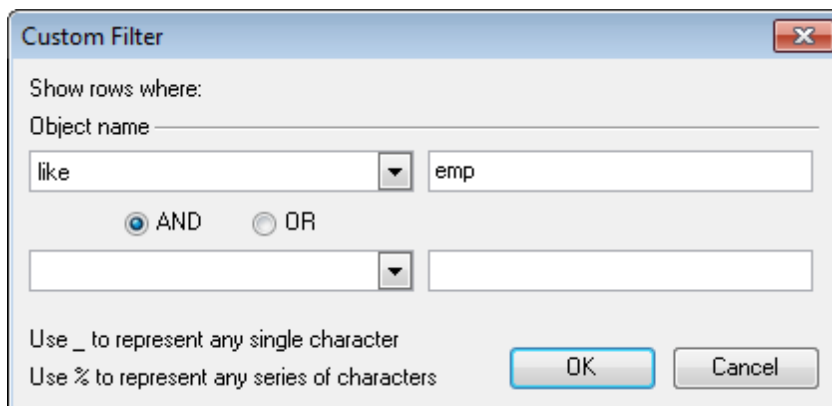 Custom Filter
Show rows where:
Object name
like emp
AND OR
Use _ to represent any single character
Use % to represent any series of characters
OK Cancel